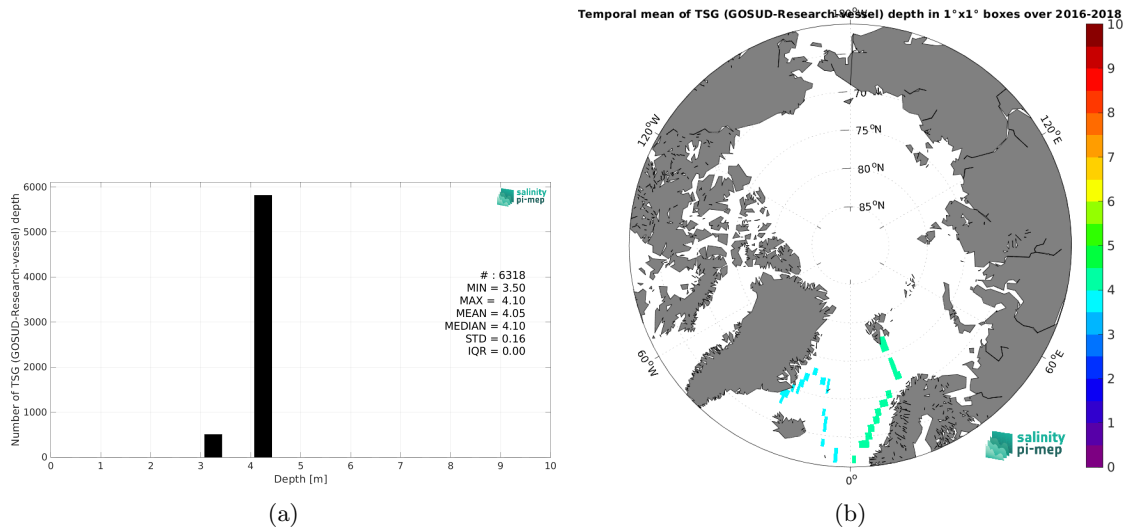 Number of TSG (GOSUD-Research-vessel) depth
6000
5000
4000
3000
2000
1000
0
0 1 2 3 4 5 6 7 8 9 10
Depth [m]
salinity
pi-mep
# : 6318
MIN = 3.50
MAX = 4.10
MEAN = 4.05
MEDIAN = 4.10
STD = 0.16
IQR = 0.00
(a)
Temporal mean of TSG (GOSUD-Research-vessel) depth in 1°x1° boxes over 2016-2018
180°W
120°W
120°E
70
75°N
80°N
85°N
60°W
60°E
0°
10
9
8
7
6
5
4
3
2
1
0
salinity
pi-mep
(b)